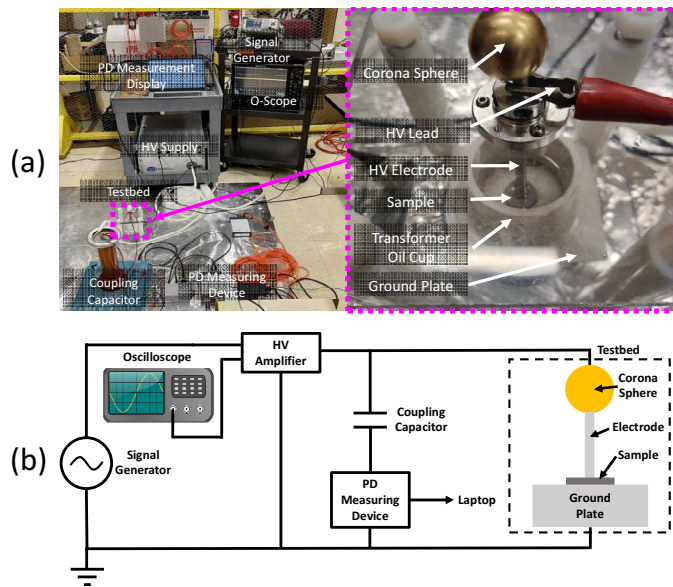 (a)
PD Measurement
Display
Signal
Generator
O-Scope
HV Supply
Testbed
Coupling
Capacitor
PD Measuring
Device
Corona Sphere
HV Lead
HV Electrode
Sample
Transformer
Oil Cup
Ground Plate
(b)
Oscilloscope
HV
Amplifier
Signal
Generator
Coupling
Capacitor
PD
Measuring
Device
Laptop
Testbed
Corona
Sphere
Electrode
Sample
Ground
Plate